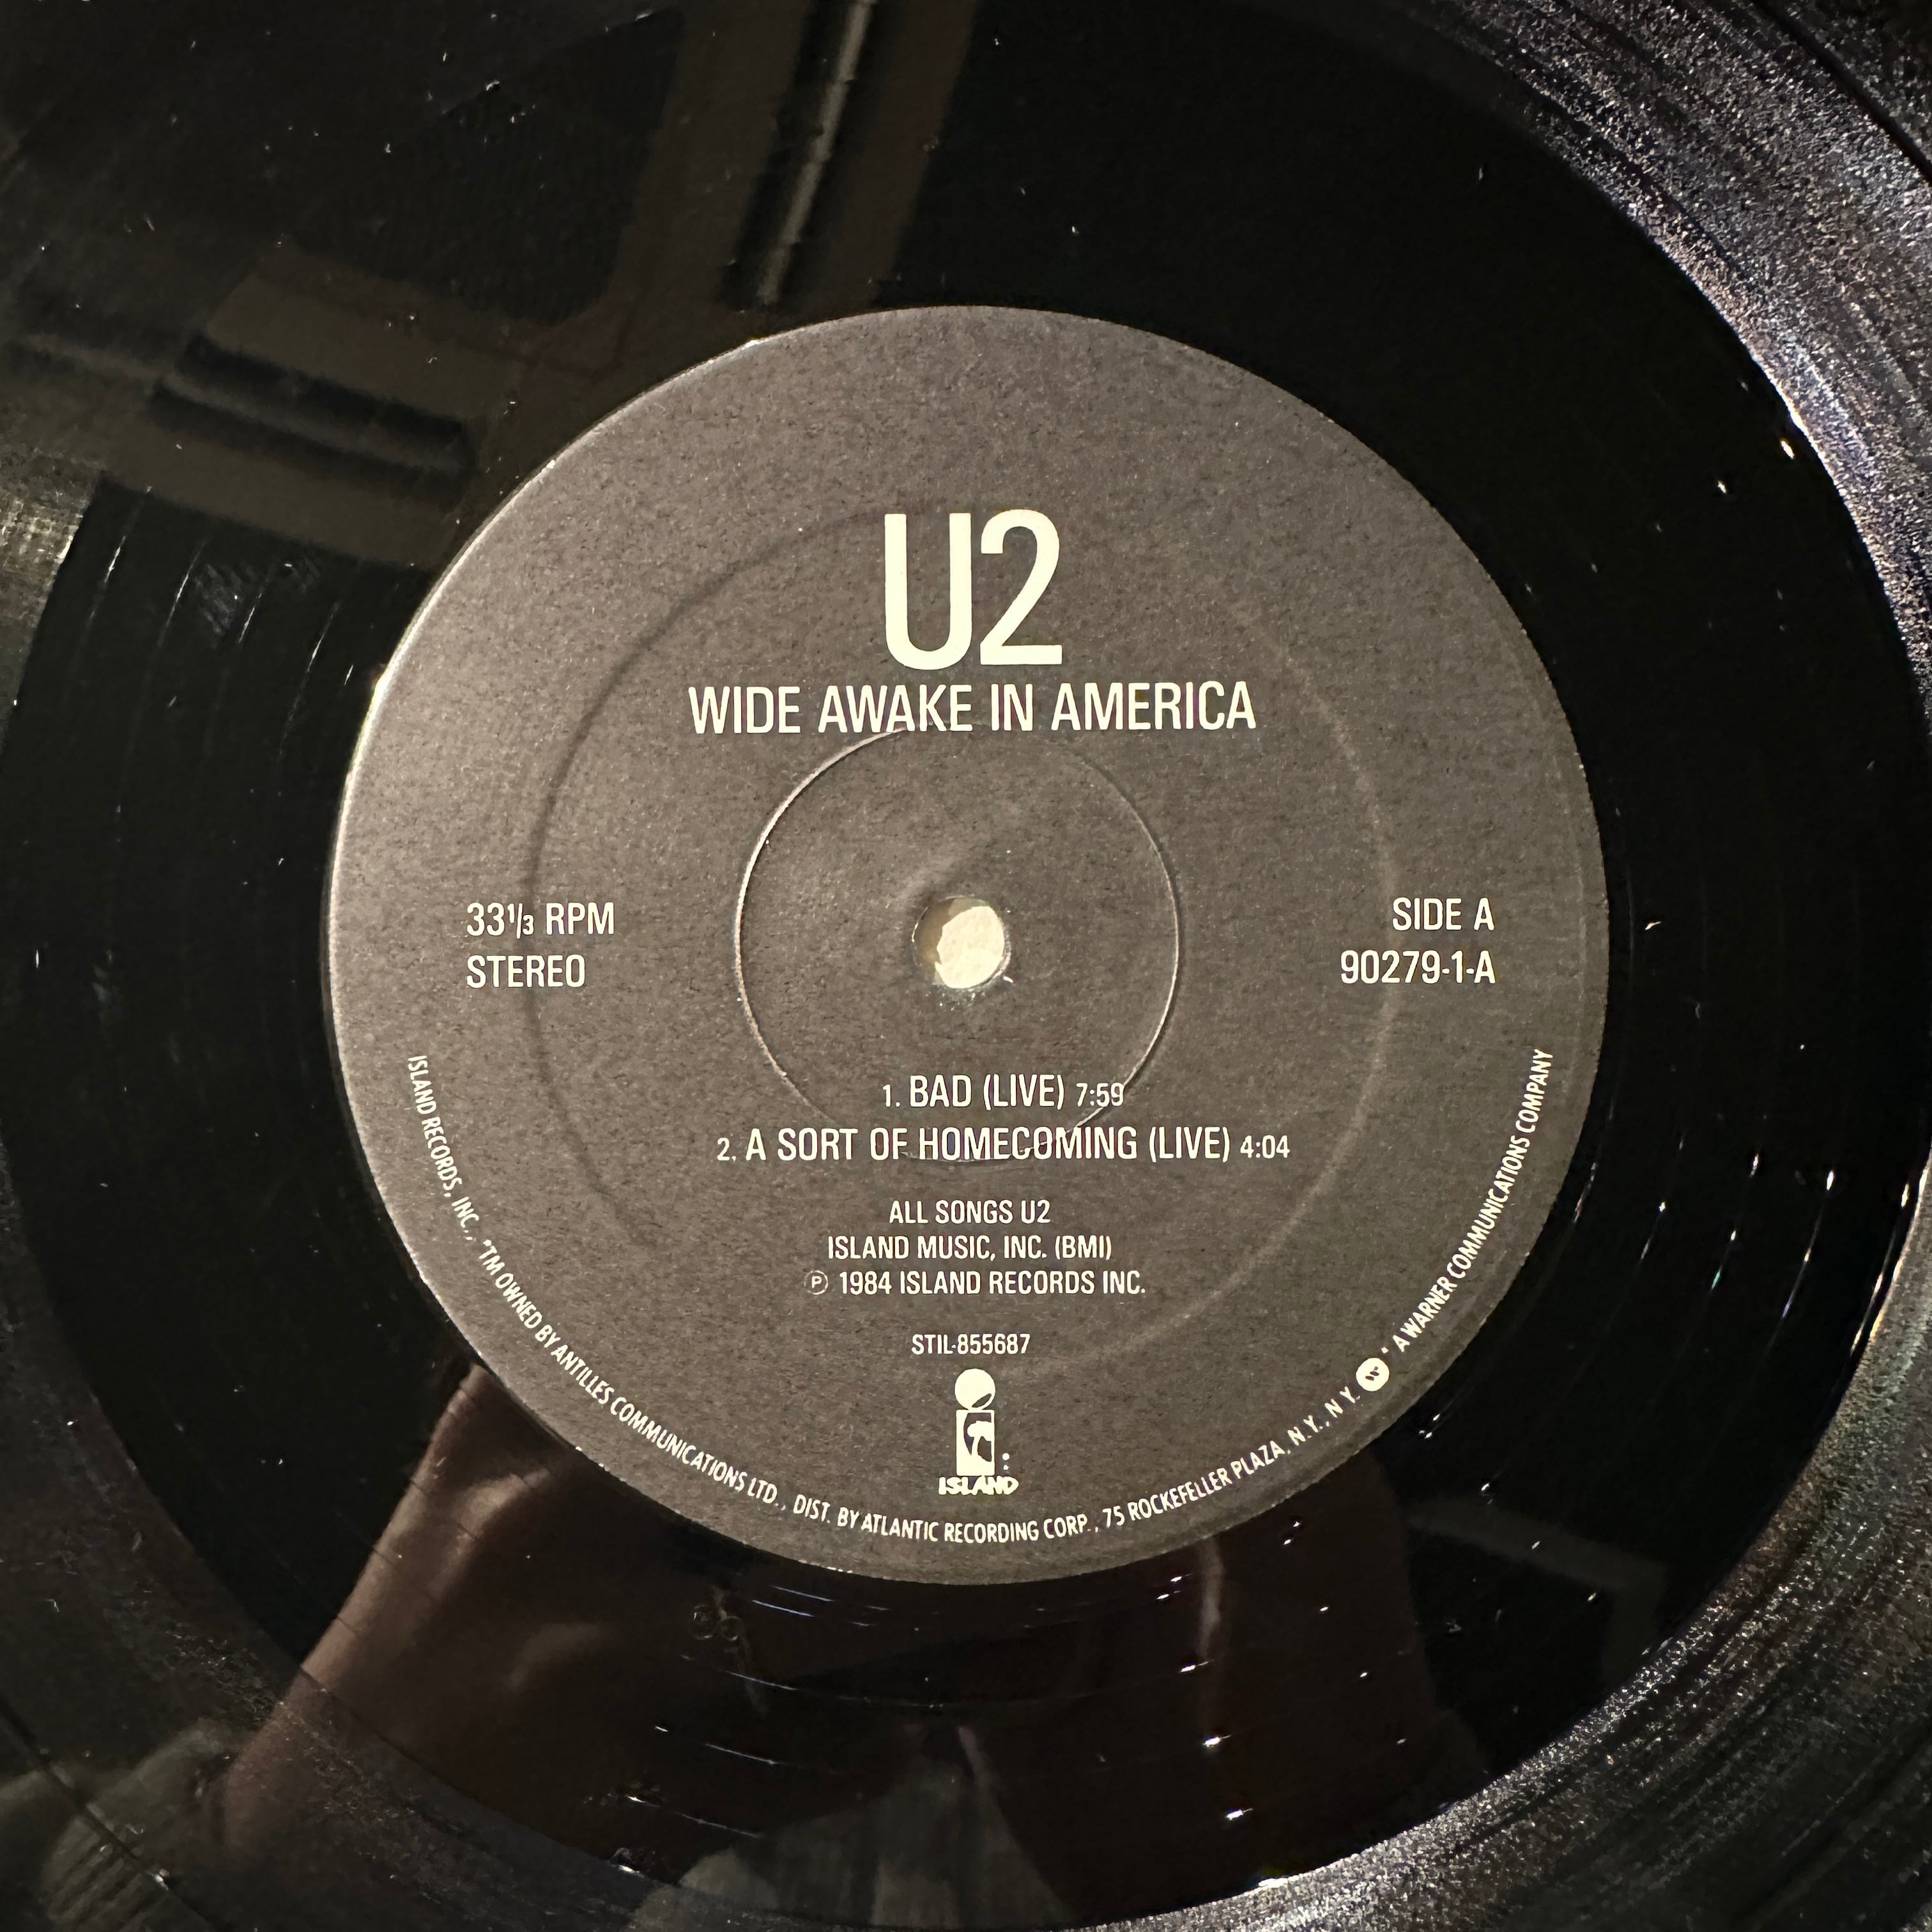 U2
WIDE AWAKE IN AMERICA
33⅓ RPM
STEREO
SIDE A
90279-1-A
1. BAD (LIVE) 7:59
2. A SORT OF HOMECOMING (LIVE) 4:04
ALL SONGS U2
ISLAND MUSIC, INC. (BMI)
℗ 1984 ISLAND RECORDS INC.
STIL-855687
ISLAND
ISLAND RECORDS, INC., *TM OWNED BY ANTILLES COMMUNICATIONS LTD., DIST. BY ATLANTIC RECORDING CORP., 75 ROCKEFELLER PLAZA, N.Y., N.Y. * A WARNER COMMUNICATIONS COMPANY